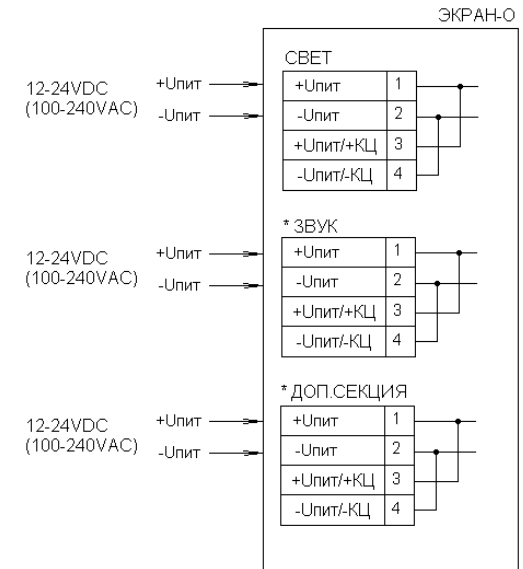 ЭКРАН-О
СВЕТ
12-24VDC
(100-240VAC)
+Uпит
-Uпит
+Uпит 1
-Uпит 2
+Uпит/+КЦ 3
-Uпит/-КЦ 4
* ЗВУК
12-24VDC
(100-240VAC)
+Uпит
-Uпит
+Uпит 1
-Uпит 2
+Uпит/+КЦ 3
-Uпит/-КЦ 4
* ДОП.СЕКЦИЯ
12-24VDC
(100-240VAC)
+Uпит
-Uпит
+Uпит 1
-Uпит 2
+Uпит/+КЦ 3
-Uпит/-КЦ 4